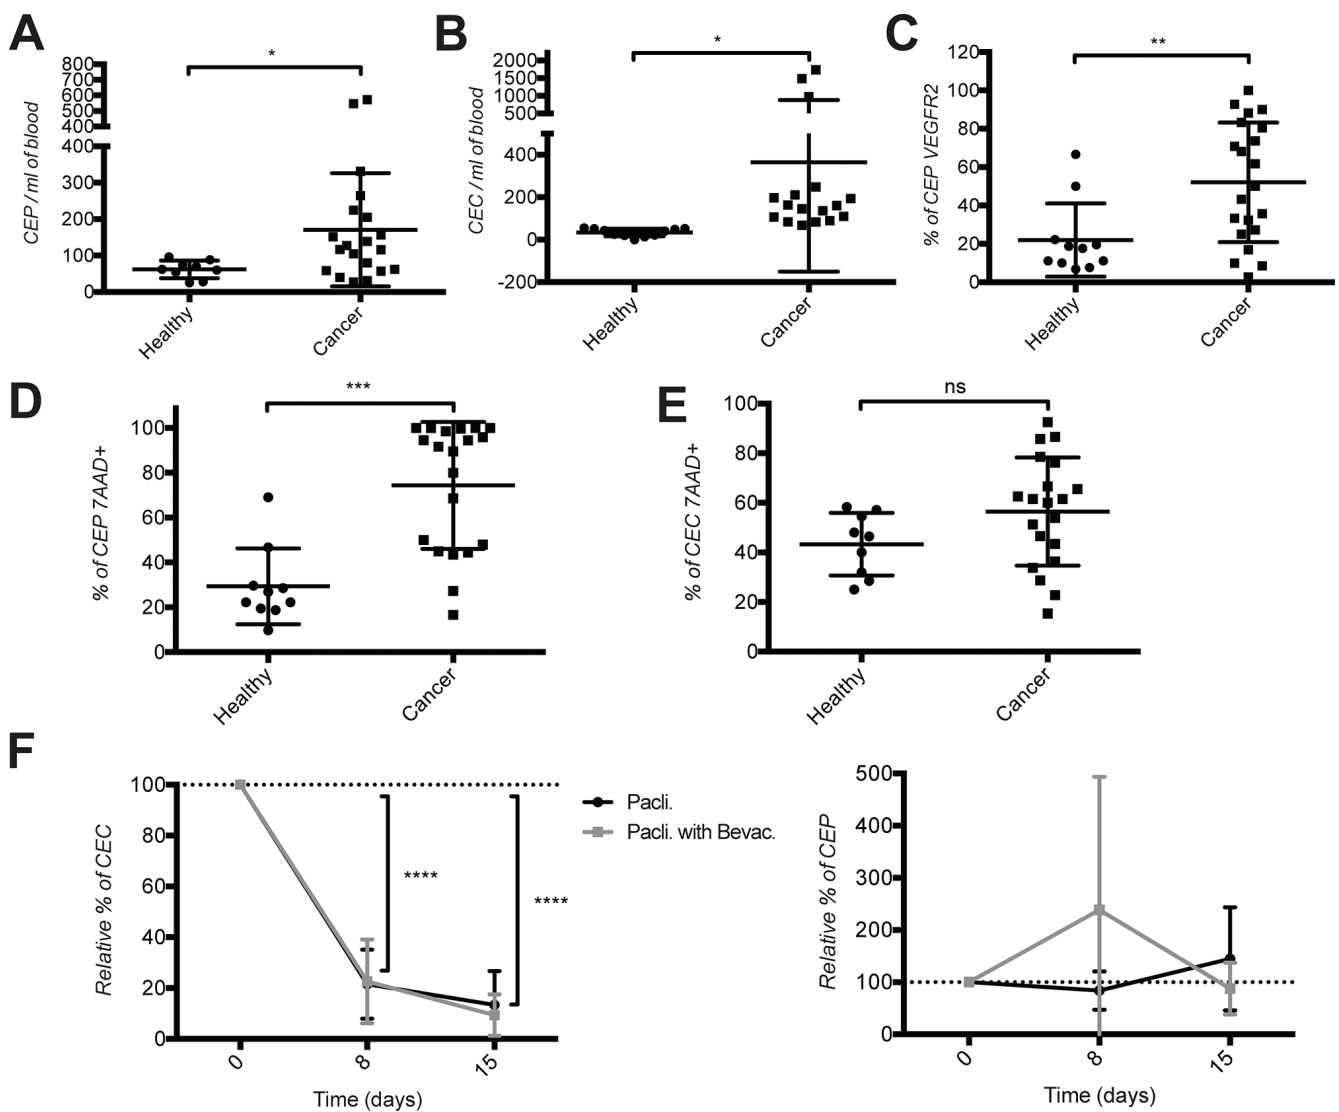 A
CEP / ml of blood
800
700
600
500
400
400
300
200
100
0
*
Healthy
Cancer
B
CEC / ml of blood
2000
1500
1000
500
400
200
0
-200
*
Healthy
Cancer
C
% of CEP VEGFR2
120
100
80
60
40
20
0
**
Healthy
Cancer
D
% of CEP 7AAD+
100
80
60
40
20
0
***
Healthy
Cancer
E
% of CEC 7AAD+
100
80
60
40
20
0
ns
Healthy
Cancer
F
Relative % of CEC
100
80
60
40
20
0
****
****
0
8
15
Time (days)
Pacli.
Pacli. with Bevac.
Relative % of CEP
500
400
300
200
100
0
0
8
15
Time (days)